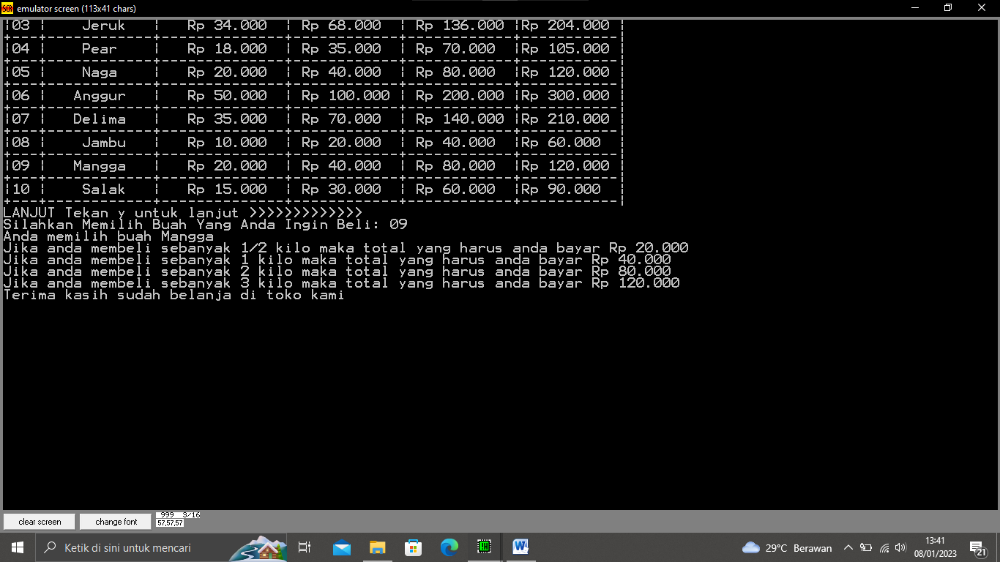 emulator screen (113x41 chars)
|03 | Jeruk | Rp 34.000 | Rp 68.000 | Rp 136.000 |Rp 204.000 |
+---+------------+--------------+------------+------------+-----------|
|04 | Pear | Rp 18.000 | Rp 35.000 | Rp 70.000 |Rp 105.000 |
+---+------------+--------------+------------+------------+-----------|
|05 | Naga | Rp 20.000 | Rp 40.000 | Rp 80.000 |Rp 120.000 |
+---+------------+--------------+------------+------------+-----------|
|06 | Anggur | Rp 50.000 | Rp 100.000 | Rp 200.000 |Rp 300.000 |
+---+------------+--------------+------------+------------+-----------|
|07 | Delima | Rp 35.000 | Rp 70.000 | Rp 140.000 |Rp 210.000 |
+---+------------+--------------+------------+------------+-----------|
|08 | Jambu | Rp 10.000 | Rp 20.000 | Rp 40.000 |Rp 60.000 |
+---+------------+--------------+------------+------------+-----------|
|09 | Mangga | Rp 20.000 | Rp 40.000 | Rp 80.000 |Rp 120.000 |
+---+------------+--------------+------------+------------+-----------|
|10 | Salak | Rp 15.000 | Rp 30.000 | Rp 60.000 |Rp 90.000 |
+---+------------+--------------+------------+------------+-----------|
LANJUT Tekan y untuk lanjut >>>>>>>>>>>>>
Silahkan Memilih Buah Yang Anda Ingin Beli: 09
Anda memilih buah Mangga
Jika anda membeli sebanyak 1/2 kilo maka total yang harus anda bayar Rp 20.000
Jika anda membeli sebanyak 1 kilo maka total yang harus anda bayar Rp 40.000
Jika anda membeli sebanyak 2 kilo maka total yang harus anda bayar Rp 80.000
Jika anda membeli sebanyak 3 kilo maka total yang harus anda bayar Rp 120.000
Terima kasih sudah belanja di toko kami
clear screen change font 999 3/16
57,57,57
Ketik di sini untuk mencari
29°C Berawan
13:41
08/01/2023
21